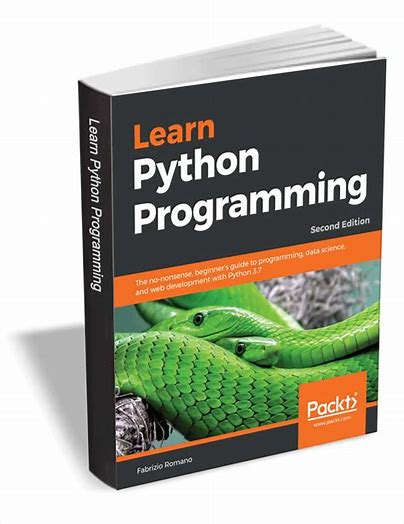 Learn Python Programming
Learn
Python
Programming
Second Edition
The no-nonsense, beginner's guide to programming, data science,
and web development with Python 3.7
Packt>
www.packt.com
Fabrizio Romano